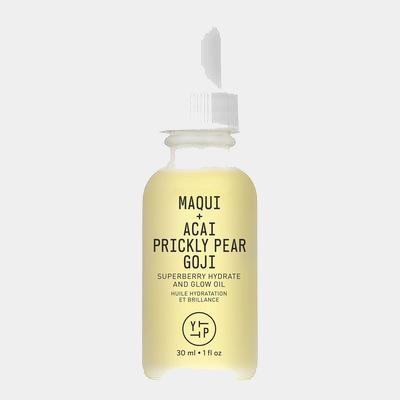 MAQUI
+
ACAI
PRICKLY PEAR
GOJI
SUPERBERRY HYDRATE
AND GLOW OIL
HUILE HYDRATATION
ET BRILLANCE
YTTP
30 ml • 1 fl oz